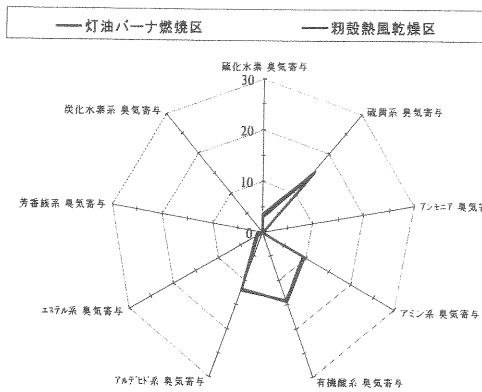 灯油バーナ燃焼区 籾殻熱風乾燥区
硫化水素 臭気寄与
炭化水素系 臭気寄与
硫黄系 臭気寄与
芳香族系 臭気寄与
アンモニア 臭気寄与
エステル系 臭気寄与
アミン系 臭気寄与
アルデヒド系 臭気寄与
有機酸系 臭気寄与
30
20
10
0